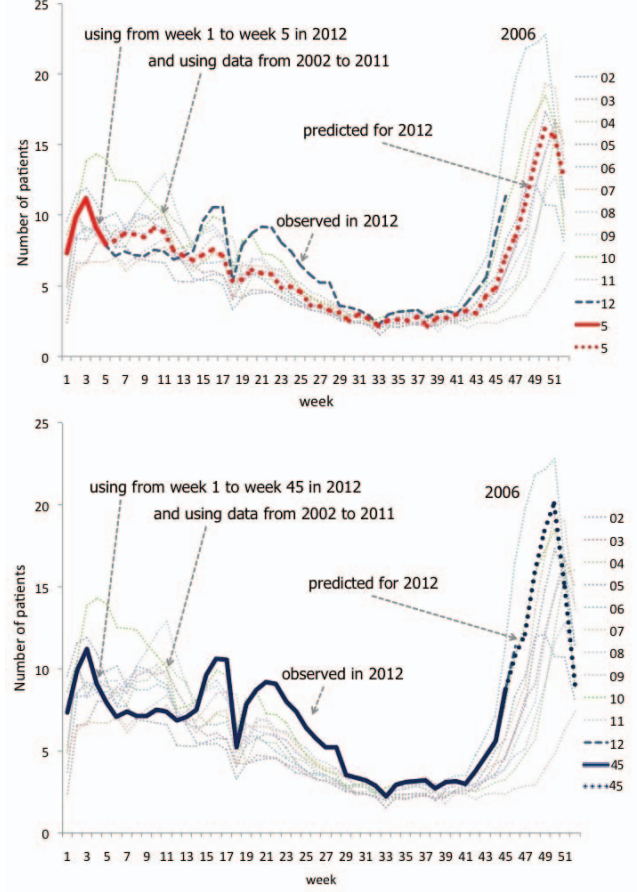 25
20
15
10
5
0
Number of patients
using from week 1 to week 5 in 2012
and using data from 2002 to 2011
2006
predicted for 2012
observed in 2012
02
03
04
05
06
07
08
09
10
11
12
5
5
1 3 5 7 9 11 13 15 17 19 21 23 25 27 29 31 33 35 37 39 41 43 45 47 49 51
week
25
20
15
10
5
0
Number of patients
using from week 1 to week 45 in 2012
and using data from 2002 to 2011
2006
predicted for 2012
observed in 2012
02
03
04
05
06
07
08
09
10
11
12
45
45
1 3 5 7 9 11 13 15 17 19 21 23 25 27 29 31 33 35 37 39 41 43 45 47 49 51
week